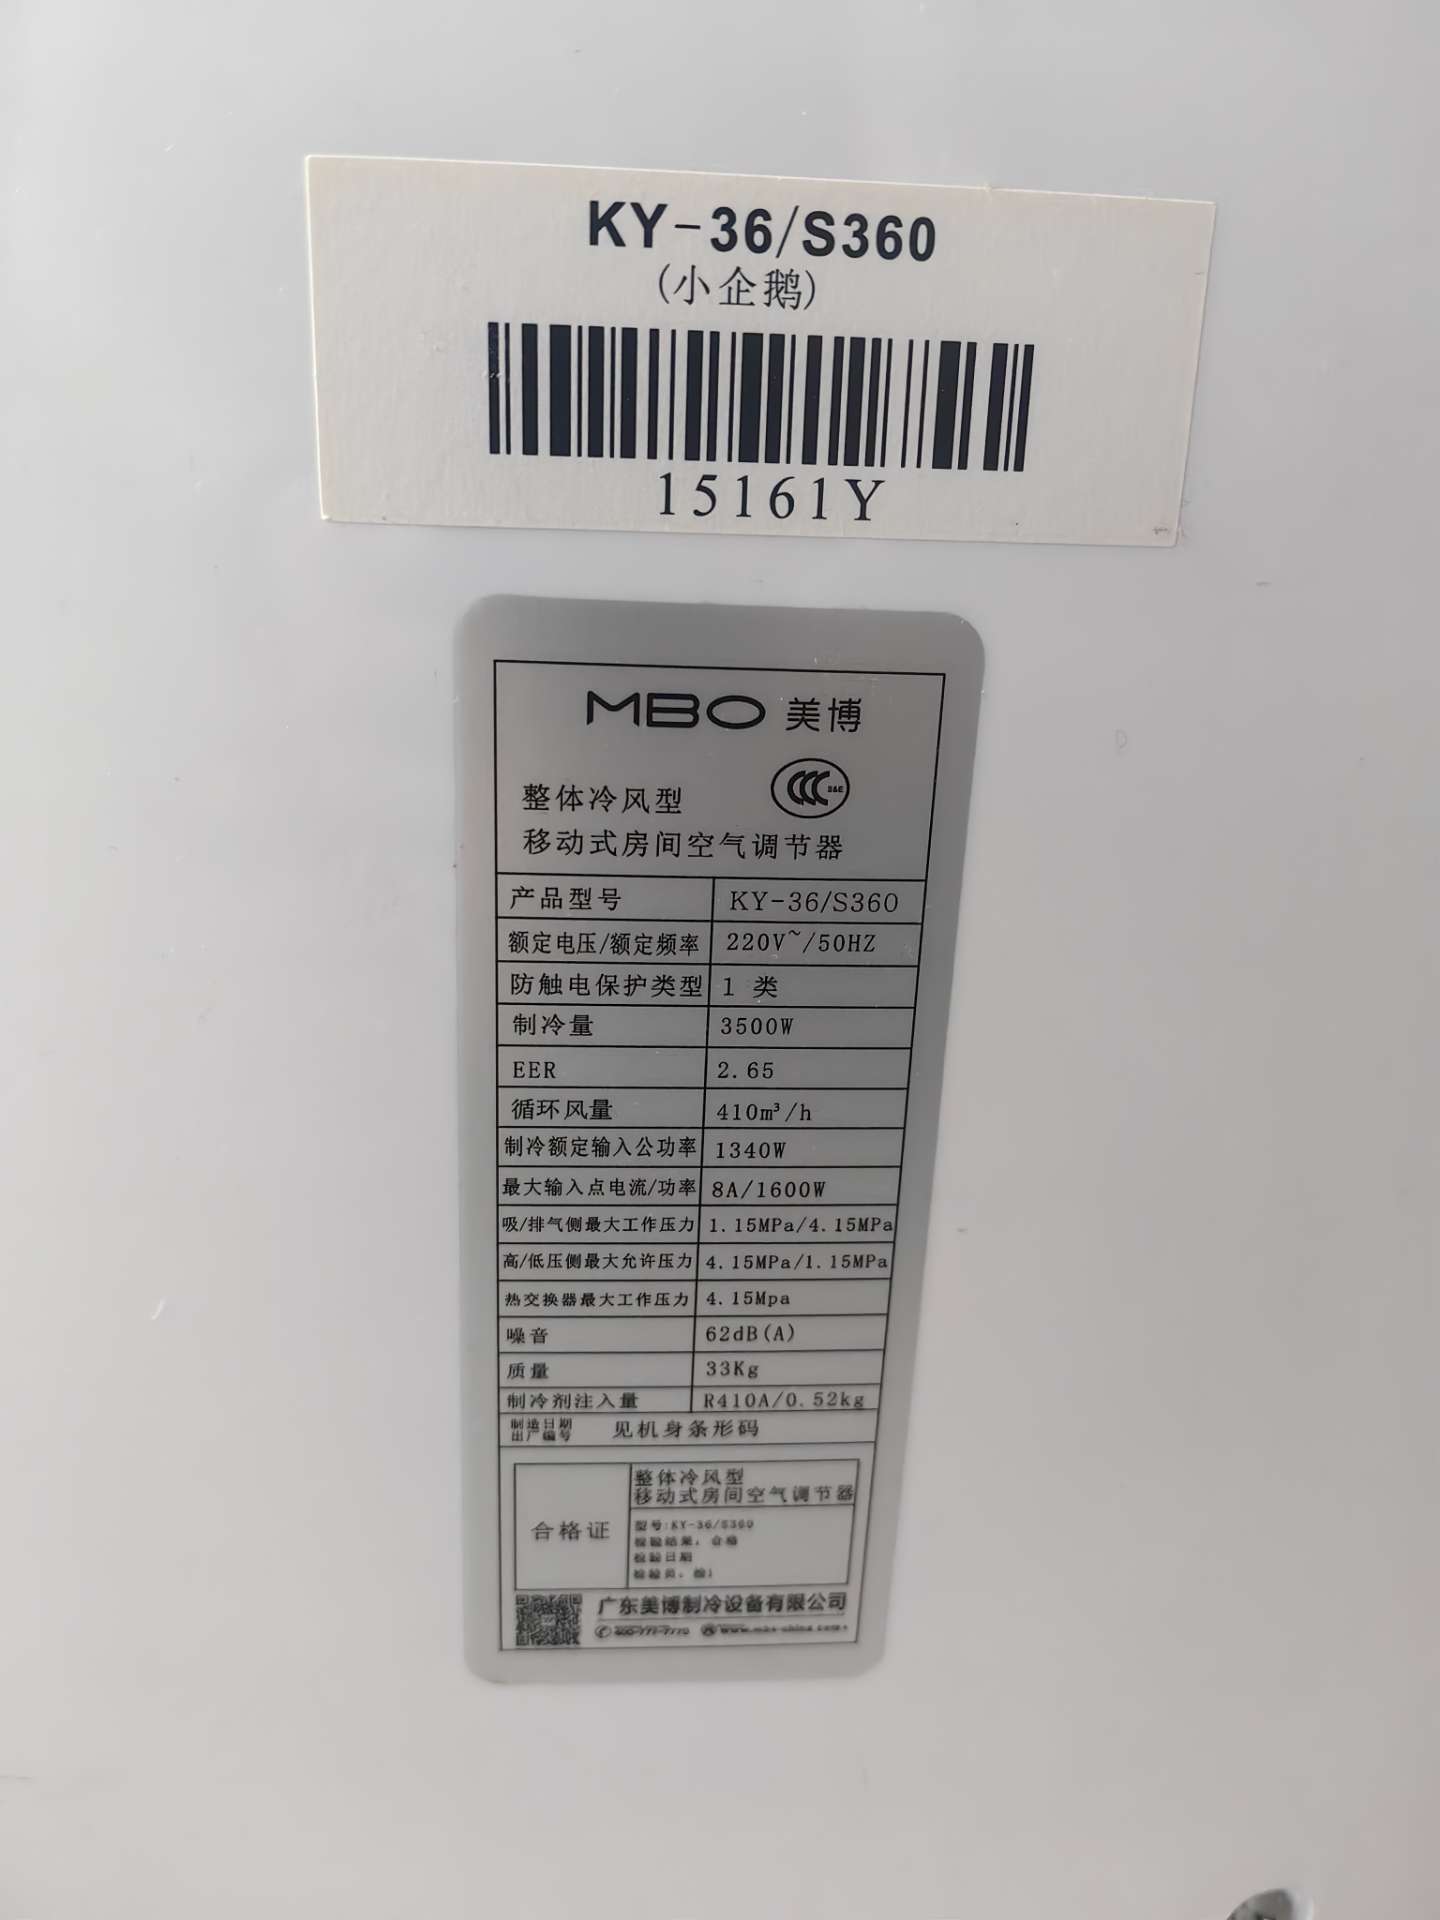 KY-36/S360
(小企鹅)
15161Y
MBO 美博
整体冷风型
S&E
移动式房间空气调节器
产品型号 KY-36/S360
额定电压/额定频率 220V~/50HZ
防触电保护类型 1 类
制冷量 3500W
EER 2.65
循环风量 410m³/h
制冷额定输入公功率 1340W
最大输入点电流/功率 8A/1600W
吸/排气侧最大工作压力 1.15MPa/4.15MPa
高/低压侧最大允许压力 4.15MPa/1.15MPa
热交换器最大工作压力 4.15Mpa
噪音 62dB(A)
质量 33Kg
制冷剂注入量 R410A/0.52kg
制造日期
出厂编号 见机身条形码
合格证
整体冷风型
移动式房间空气调节器
型号:KY-36/S360
检验结果: 合格
检验日期
检验员:
广东美博制冷设备有限公司
400-777-7770